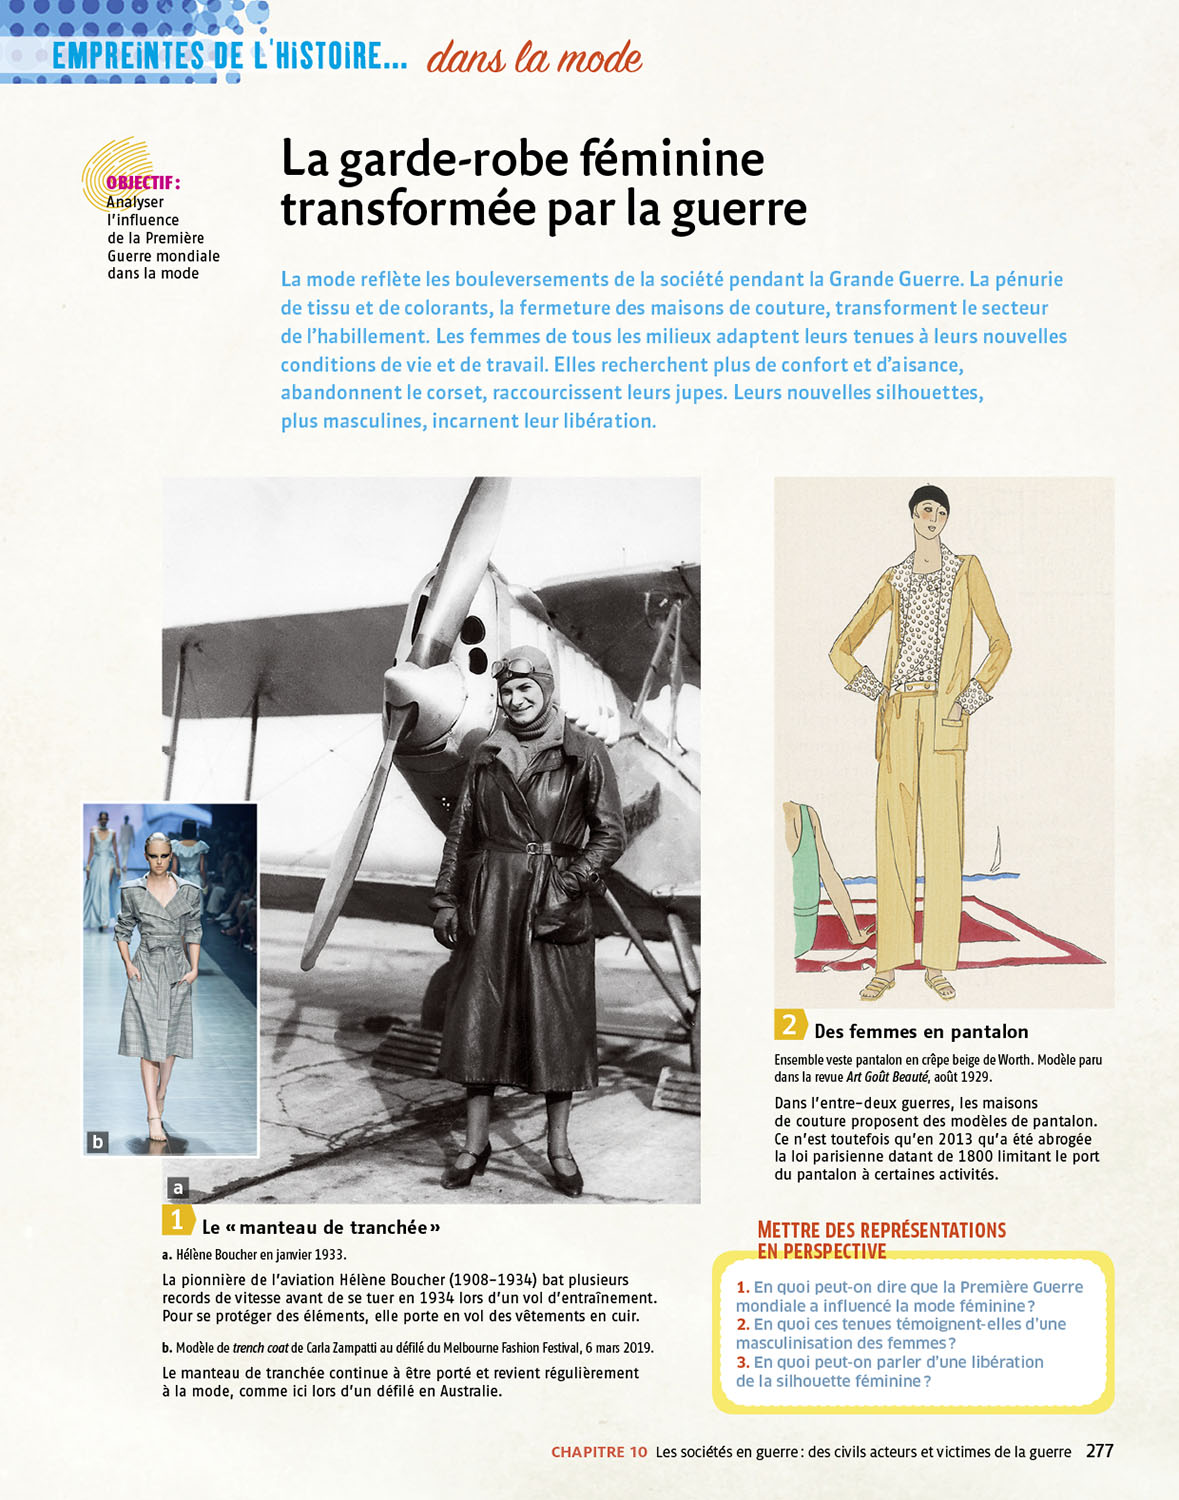 EMPREINTES DE L'HISTOIRE... dans la mode
OBJECTIF :
Analyser
l'influence
de la Première
Guerre mondiale
dans la mode
La garde-robe féminine
transformée par la guerre
La mode reflète les bouleversements de la société pendant la Grande Guerre. La pénurie
de tissu et de colorants, la fermeture des maisons de couture, transforment le secteur
de l'habillement. Les femmes de tous les milieux adaptent leurs tenues à leurs nouvelles
conditions de vie et de travail. Elles recherchent plus de confort et d'aisance,
abandonnent le corset, raccourcissent leurs jupes. Leurs nouvelles silhouettes,
plus masculines, incarnent leur libération.
b
a
1 Le « manteau de tranchée »
a. Hélène Boucher en janvier 1933.
La pionnière de l'aviation Hélène Boucher (1908-1934) bat plusieurs
records de vitesse avant de se tuer en 1934 lors d'un vol d'entraînement.
Pour se protéger des éléments, elle porte en vol des vêtements en cuir.
b. Modèle de trench coat de Carla Zampatti au défilé du Melbourne Fashion Festival, 6 mars 2019.
Le manteau de tranchée continue à être porté et revient régulièrement
à la mode, comme ici lors d'un défilé en Australie.
2 Des femmes en pantalon
Ensemble veste pantalon en crêpe beige de Worth. Modèle paru
dans la revue Art Goût Beauté, août 1929.
Dans l'entre-deux guerres, les maisons
de couture proposent des modèles de pantalon.
Ce n'est toutefois qu'en 2013 qu'a été abrogée
la loi parisienne datant de 1800 limitant le port
du pantalon à certaines activités.
METTRE DES REPRÉSENTATIONS
EN PERSPECTIVE
1. En quoi peut-on dire que la Première Guerre
mondiale a influencé la mode féminine ?
2. En quoi ces tenues témoignent-elles d'une
masculinisation des femmes ?
3. En quoi peut-on parler d'une libération
de la silhouette féminine ?
CHAPITRE 10 Les sociétés en guerre : des civils acteurs et victimes de la guerre 277